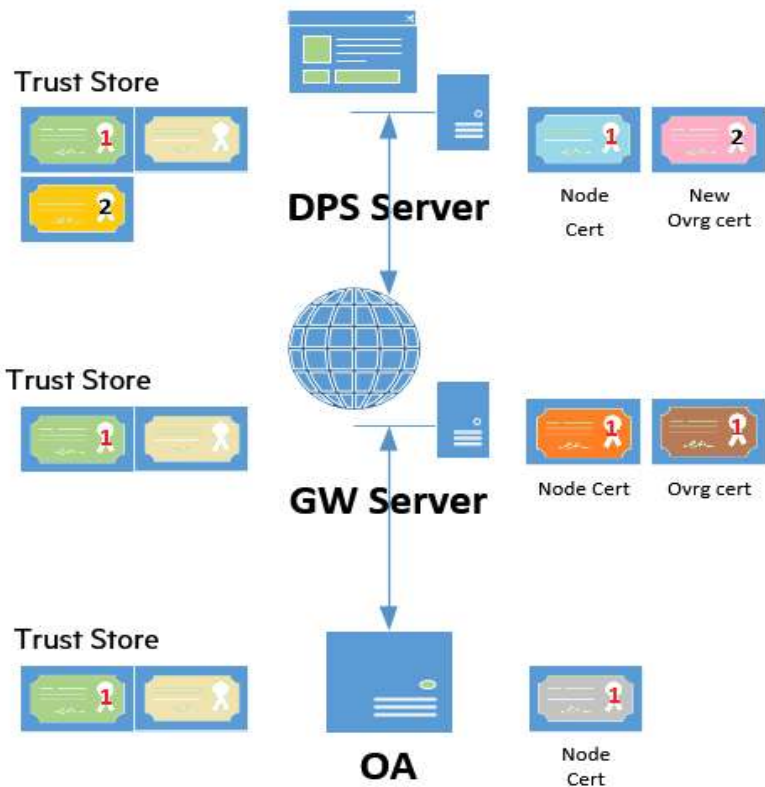 Trust Store
1
1
2
2
DPS Server
Node
Cert
New
Ovrg cert
Trust Store
1
1
1
GW Server
Node Cert
Ovrg cert
Trust Store
1
1
OA
Node
Cert